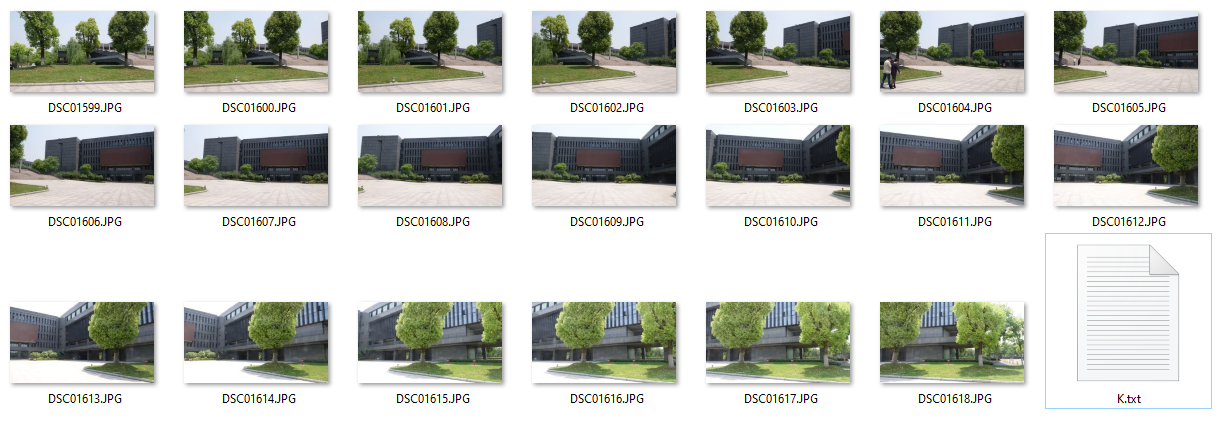 DSC01599.JPG DSC01600.JPG DSC01601.JPG DSC01602.JPG DSC01603.JPG DSC01604.JPG DSC01605.JPG
DSC01606.JPG DSC01607.JPG DSC01608.JPG DSC01609.JPG DSC01610.JPG DSC01611.JPG DSC01612.JPG
DSC01613.JPG DSC01614.JPG DSC01615.JPG DSC01616.JPG DSC01617.JPG DSC01618.JPG K.txt